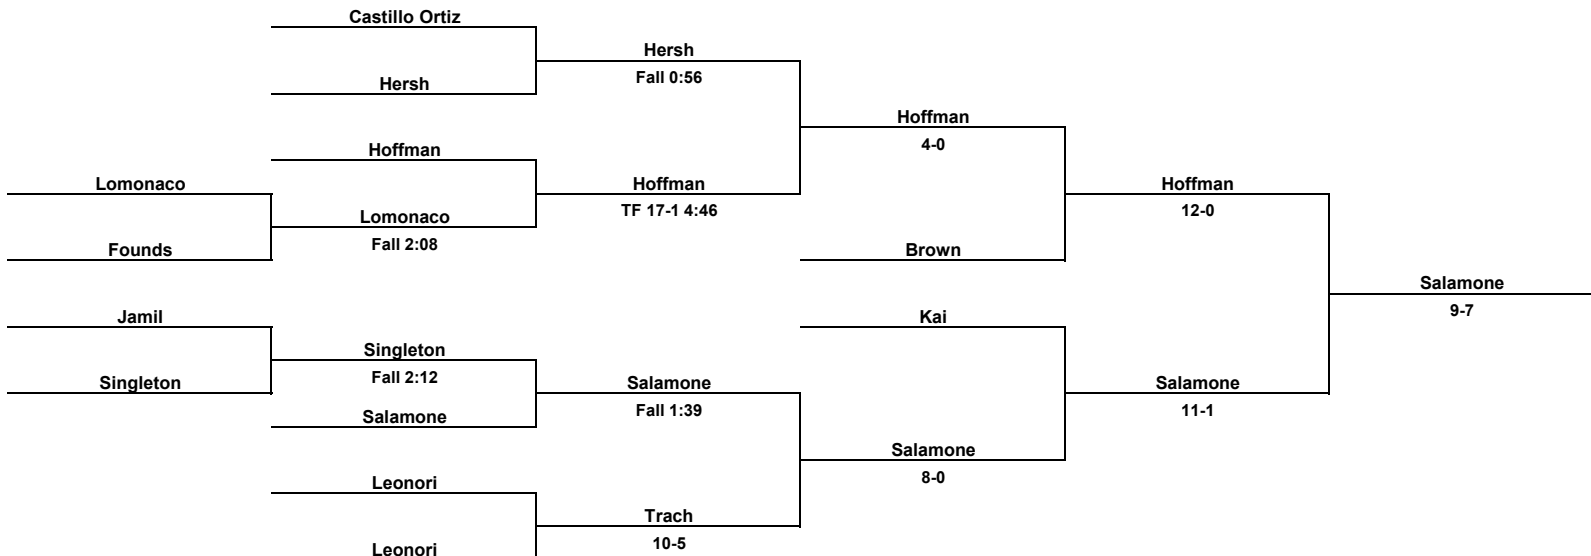 Castillo Ortiz
Hersh
Fall 0:56
Hersh
Hoffman
4-0
Hoffman
Lomonaco
Hoffman
TF 17-1 4:46
Hoffman
12-0
Lomonaco
Fall 2:08
Founds
Brown
Salamone
9-7
Jamil
Kai
Singleton
Fall 2:12
Singleton
Salamone
Fall 1:39
Salamone
11-1
Salamone
Salamone
8-0
Leonori
Trach
10-5
Leonori